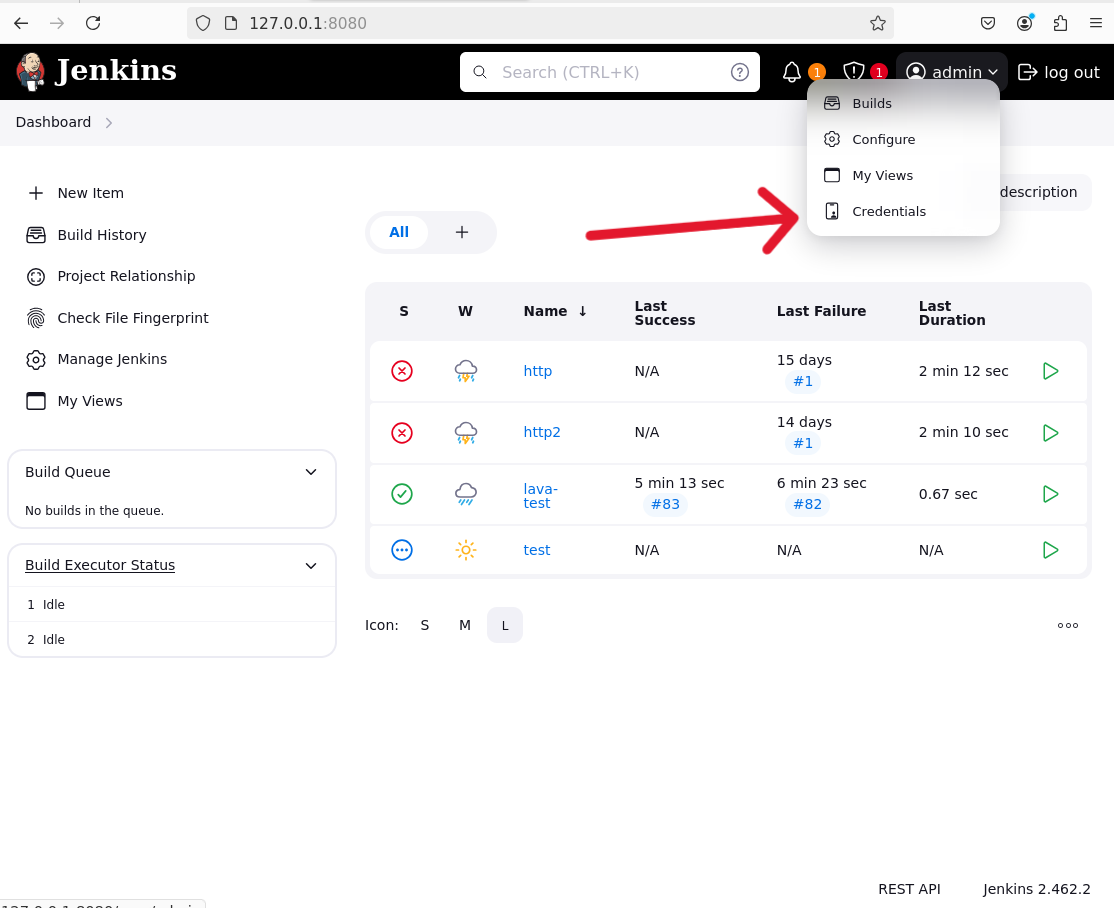 127.0.0.1:8080
Jenkins
Search (CTRL+K)
1
1
admin
log out
Builds
Configure
My Views
Credentials
Dashboard
description
New Item
Build History
Project Relationship
Check File Fingerprint
Manage Jenkins
My Views
Build Queue
No builds in the queue.
Build Executor Status
1 Idle
2 Idle
All +
S W Name ↓ Last Success Last Failure Last Duration
http N/A 15 days #1 2 min 12 sec
http2 N/A 14 days #1 2 min 10 sec
lava-test 5 min 13 sec #83 6 min 23 sec #82 0.67 sec
test N/A N/A N/A
Icon: S M L
REST API Jenkins 2.462.2